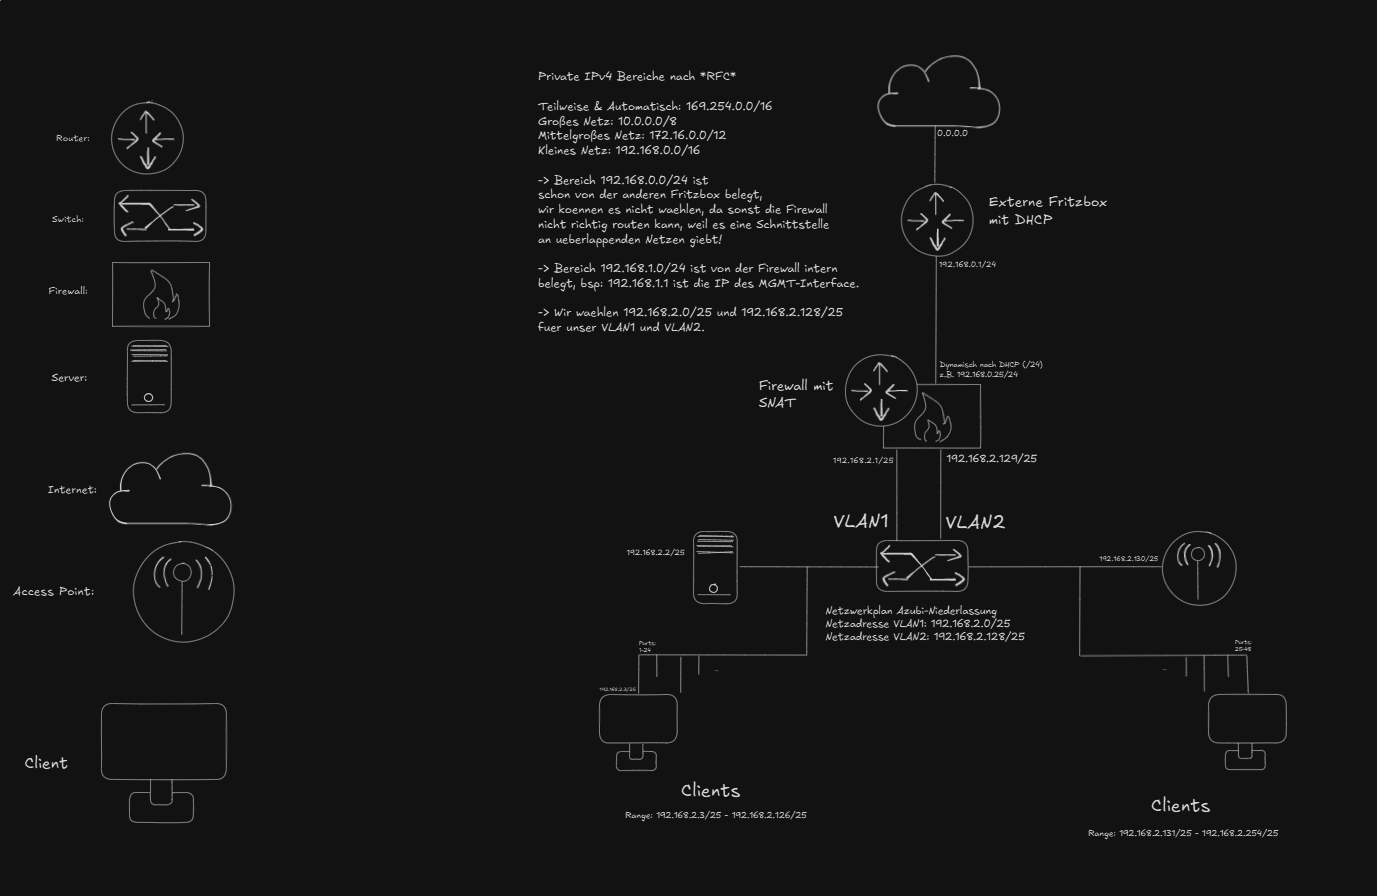 Router:
Switch:
Firewall:
Server:
Internet:
Access Point:
Client
Private IPv4 Bereiche nach *RFC*
Teilweise & Automatisch: 169.254.0.0/16
Großes Netz: 10.0.0.0/8
Mittelgroßes Netz: 172.16.0.0/12
Kleines Netz: 192.168.0.0/16
-> Bereich 192.168.0.0/24 ist
schon von der anderen Fritzbox belegt,
wir koennen es nicht waehlen, da sonst die Firewall
nicht richtig routen kann, weil es eine Schnittstelle
an ueberlappenden Netzen giebt!
-> Bereich 192.168.1.0/24 ist von der Firewall intern
belegt, bsp: 192.168.1.1 ist die IP des MGMT-Interface.
-> Wir waehlen 192.168.2.0/25 und 192.168.2.128/25
fuer unser VLAN1 und VLAN2.
0.0.0.0
Externe Fritzbox
mit DHCP
192.168.0.1/24
Dynamisch nach DHCP (/24)
z.B. 192.168.0.25/24
Firewall mit
SNAT
192.168.2.1/25
192.168.2.129/25
VLAN1
VLAN2
192.168.2.2/25
192.168.2.130/25
Netzwerkplan Azubi-Niederlassung
Netzadresse VLAN1: 192.168.2.0/25
Netzadresse VLAN2: 192.168.2.128/25
Ports:
1-24
Ports:
25-48
192.168.2.3/25
Clients
Range: 192.168.2.3/25 - 192.168.2.126/25
Clients
Range: 192.168.2.131/25 - 192.168.2.254/25